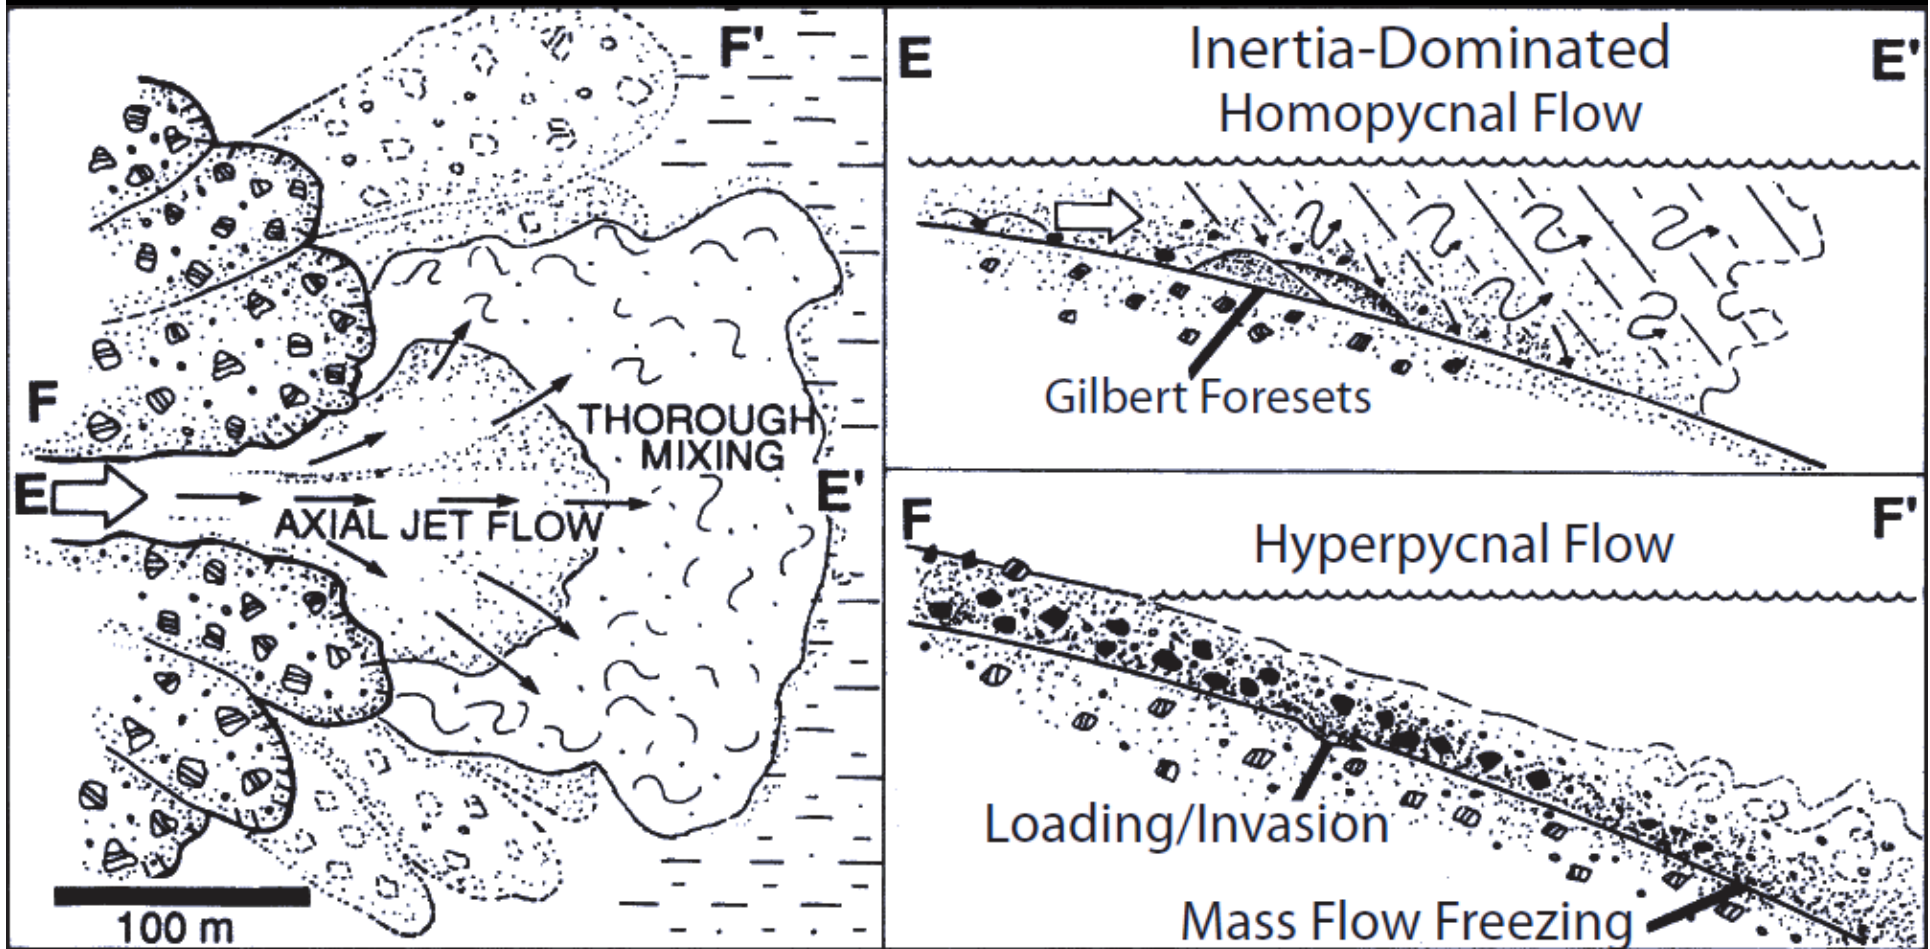 F'
F
THOROUGH
MIXING
E
E'
AXIAL JET FLOW
100 m
E
Inertia-Dominated
E'
Homopycnal Flow
Gilbert Foresets
F
Hyperpycnal Flow
F'
Loading/Invasion
Mass Flow Freezing